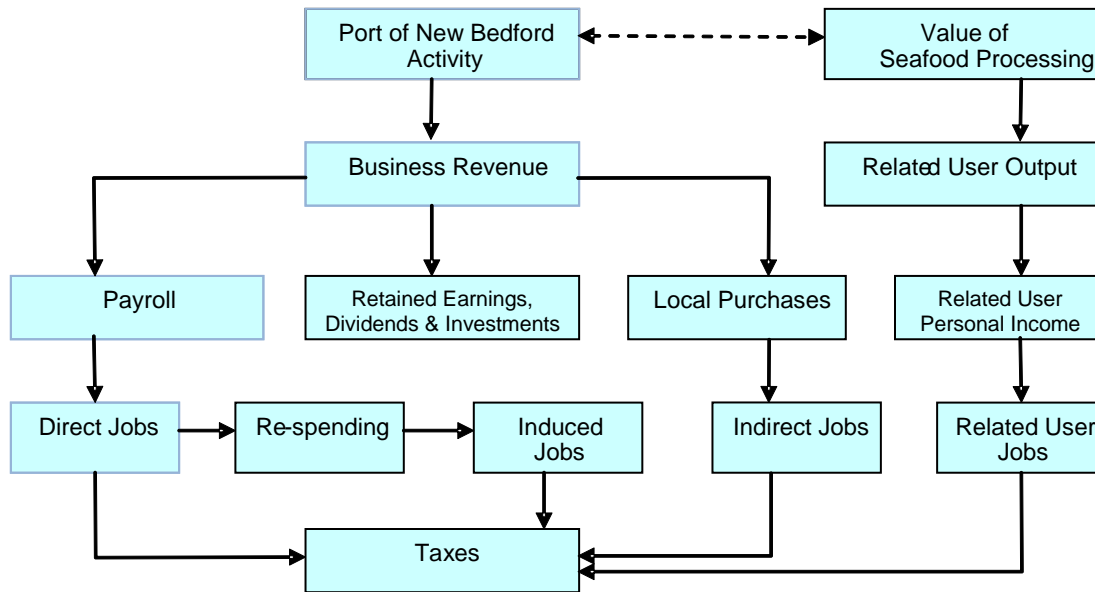 Port of New Bedford
Activity
Value of
Seafood Processing
Business Revenue
Related User Output
Payroll
Retained Earnings,
Dividends & Investments
Local Purchases
Related User
Personal Income
Direct Jobs
Re-spending
Induced
Jobs
Indirect Jobs
Related User
Jobs
Taxes